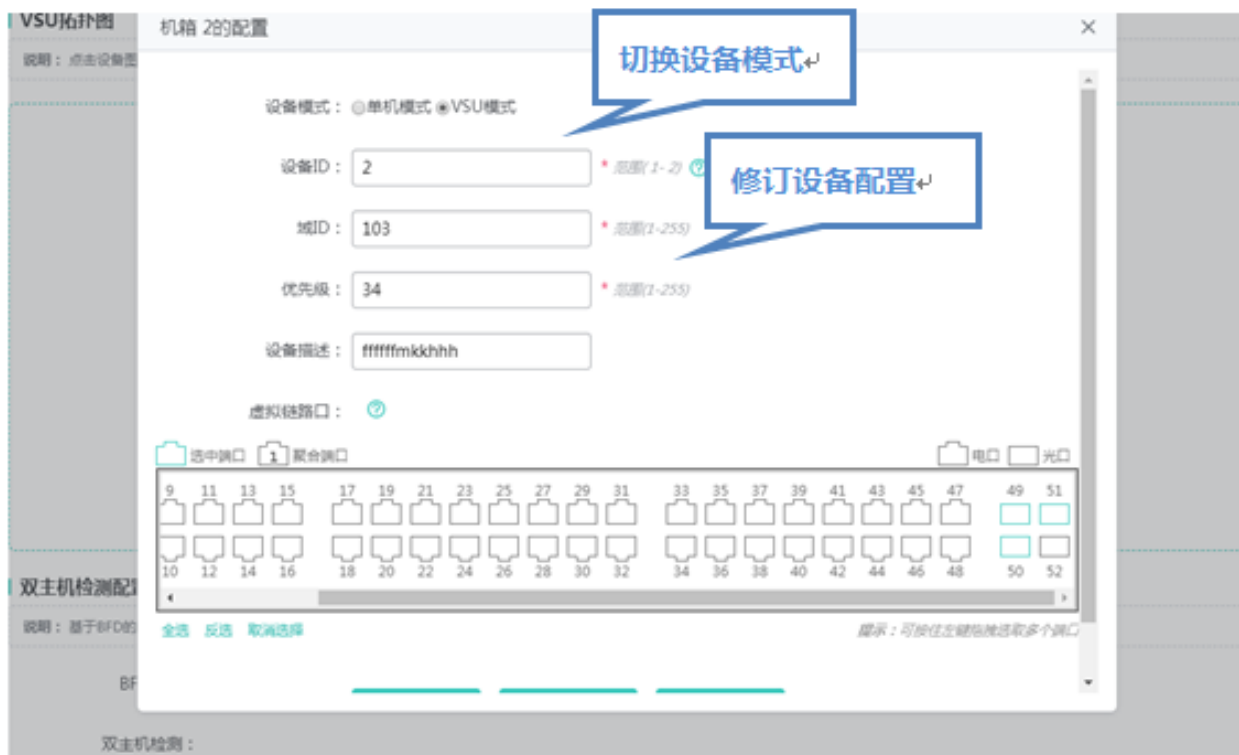 VSU拓扑图
机箱 2的配置
切换设备模式
说明：点击设备图
设备模式： 单机模式 VSU模式
设备ID： 2 * 范围(1-2)
修订设备配置
域ID： 103 * 范围(1-255)
优先级： 34 * 范围(1-255)
设备描述： ffffffmkkhhh
虚拟链路口：
选中端口 1 聚合端口 电口 光口
9 11 13 15 17 19 21 23 25 27 29 31 33 35 37 39 41 43 45 47 49 51
10 12 14 16 18 20 22 24 26 28 30 32 34 36 38 40 42 44 46 48 50 52
双主机检测配置
说明：基于BFD的
全选 反选 取消选择 提示：可按住左键拖拽选取多个端口
BF
双主机检测：